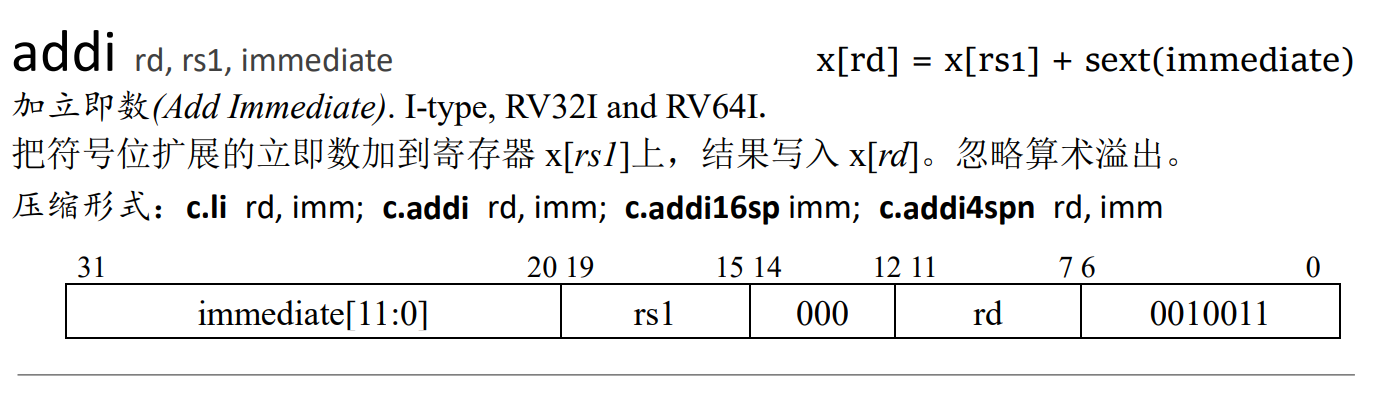 addi rd, rs1, immediate x[rd] = x[rs1] + sext(immediate)
加立即数(Add Immediate). I-type, RV32I and RV64I.
把符号位扩展的立即数加到寄存器 x[rs1]上，结果写入 x[rd]。忽略算术溢出。
压缩形式：c.li rd, imm; c.addi rd, imm; c.addi16sp imm; c.addi4spn rd, imm
31 20 19 15 14 12 11 7 6 0
immediate[11:0] rs1 000 rd 0010011